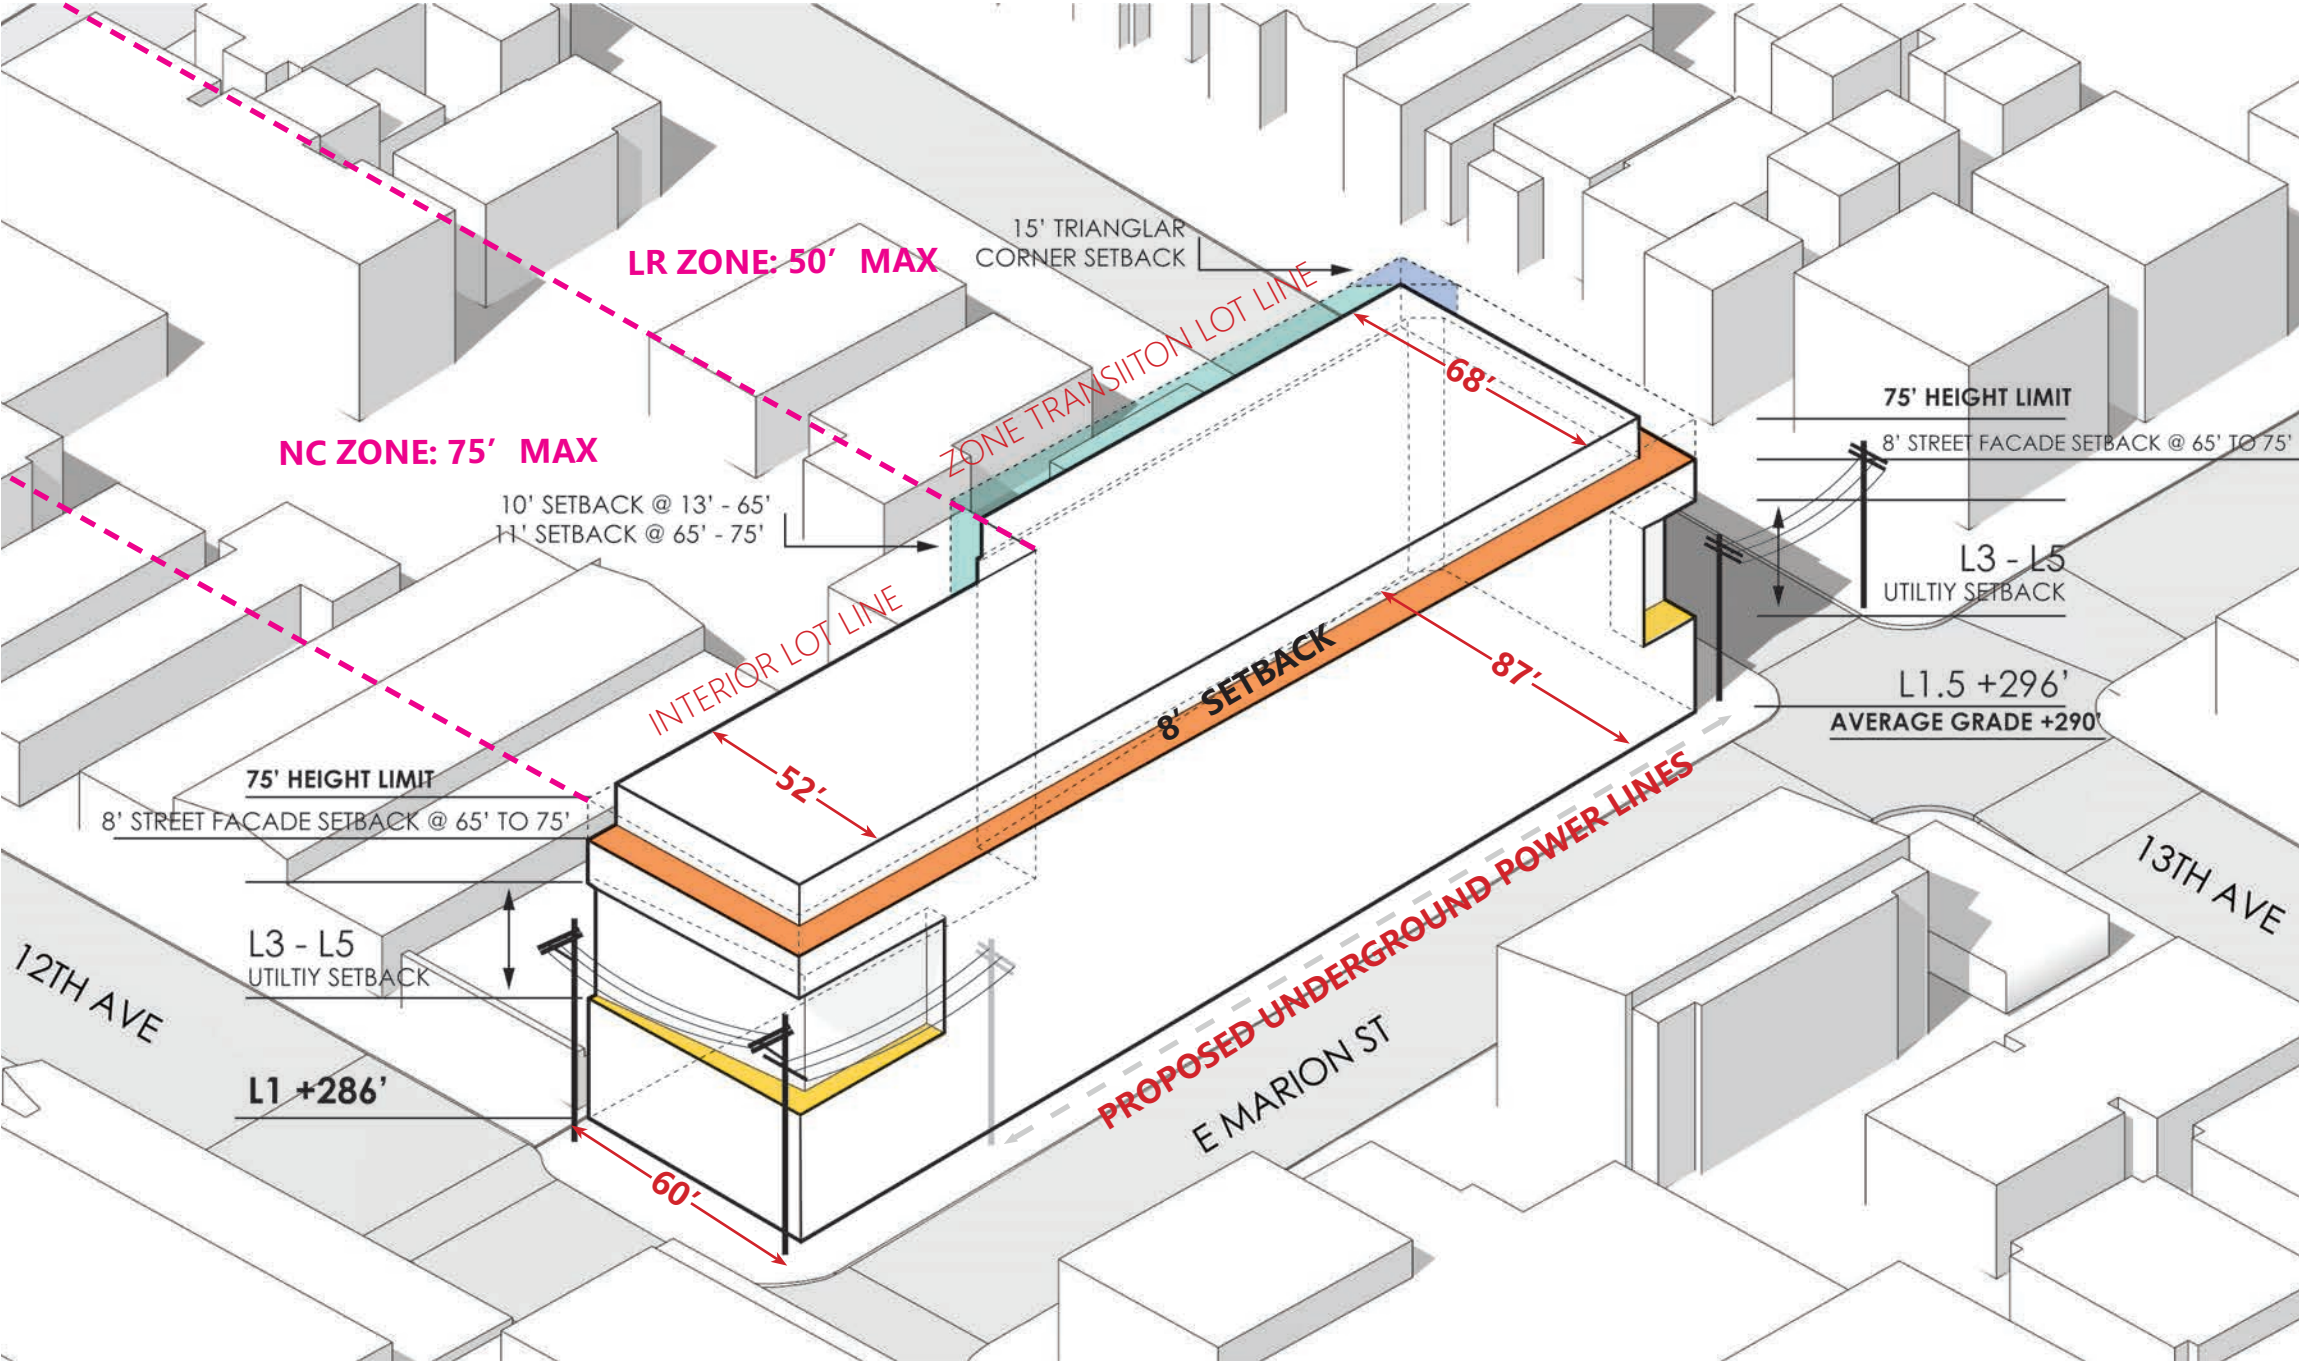 15' TRIANGLAR
CORNER SETBACK
LR ZONE: 50' MAX
ZONE TRANSIITON LOT LINE
68'
75' HEIGHT LIMIT
8' STREET FACADE SETBACK @ 65' TO 75'
NC ZONE: 75' MAX
10' SETBACK @ 13' - 65'
11' SETBACK @ 65' - 75'
L3 - L5
UTILTIY SETBACK
INTERIOR LOT LINE
8' SETBACK
87'
L1.5 +296'
AVERAGE GRADE +290'
52'
75' HEIGHT LIMIT
8' STREET FACADE SETBACK @ 65' TO 75'
PROPOSED UNDERGROUND POWER LINES
13TH AVE
L3 - L5
UTILTIY SETBACK
12TH AVE
E MARION ST
L1 +286'
60'